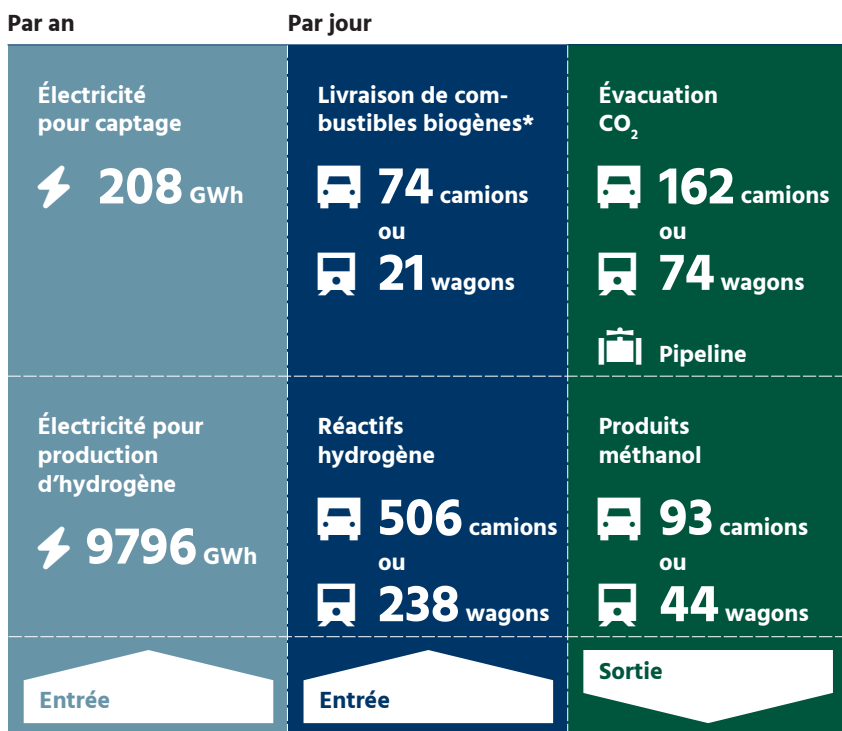 Par an
Par jour
Électricité
pour captage
208 GWh
Livraison de com-
bustibles biogènes*
74 camions
ou
21 wagons
Évacuation
CO₂
162 camions
ou
74 wagons
Pipeline
Électricité pour
production
d’hydrogène
9796 GWh
Réactifs
hydrogène
506 camions
ou
238 wagons
Produits
méthanol
93 camions
ou
44 wagons
Entrée
Entrée
Sortie